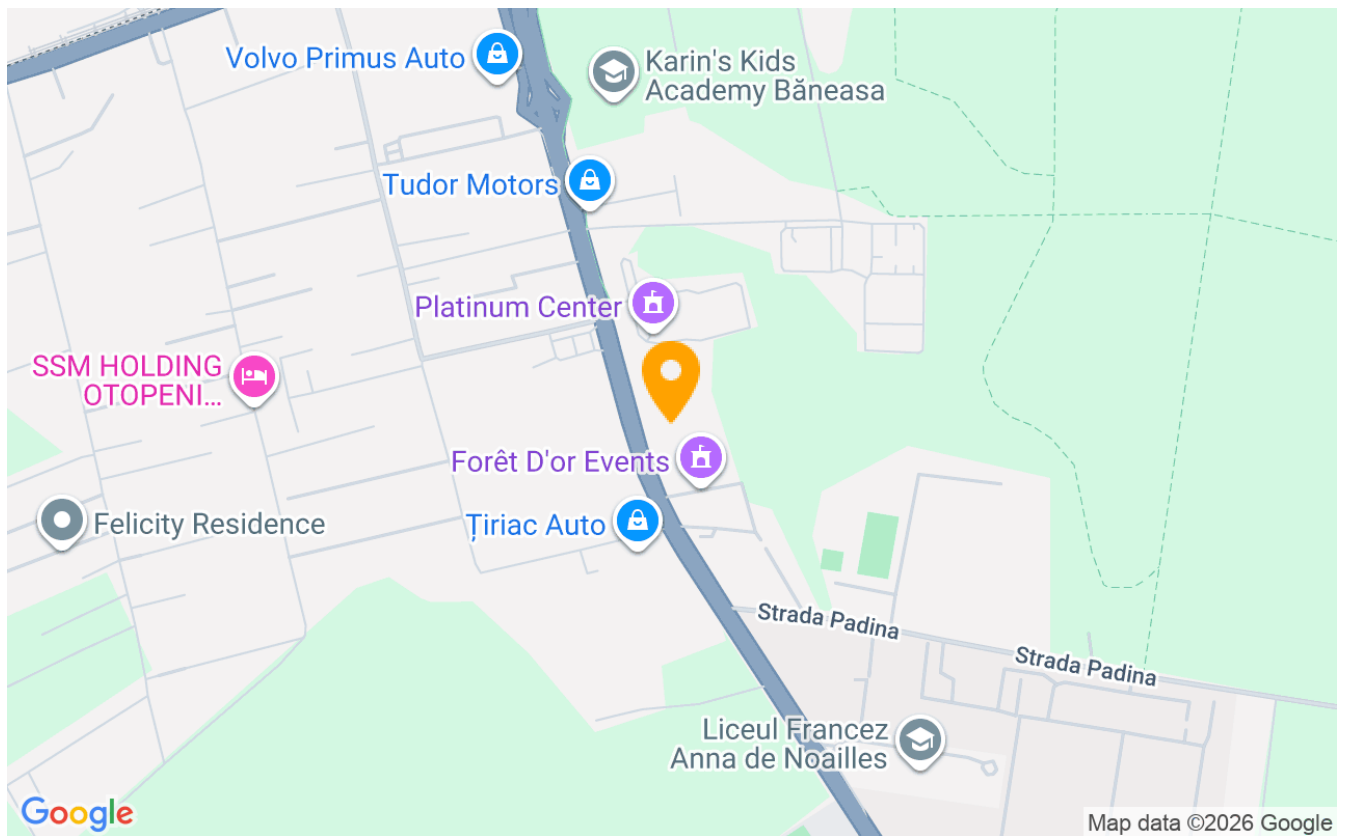 Volvo Primus Auto
Karin's Kids
Academy Băneasa
Tudor Motors
Platinum Center
SSM HOLDING
OTOPENI...
Forêt D'or Events
Țiriac Auto
Felicity Residence
Strada Padina
Strada Padina
Liceul Francez
Anna de Noailles
Google
Map data ©2026 Google